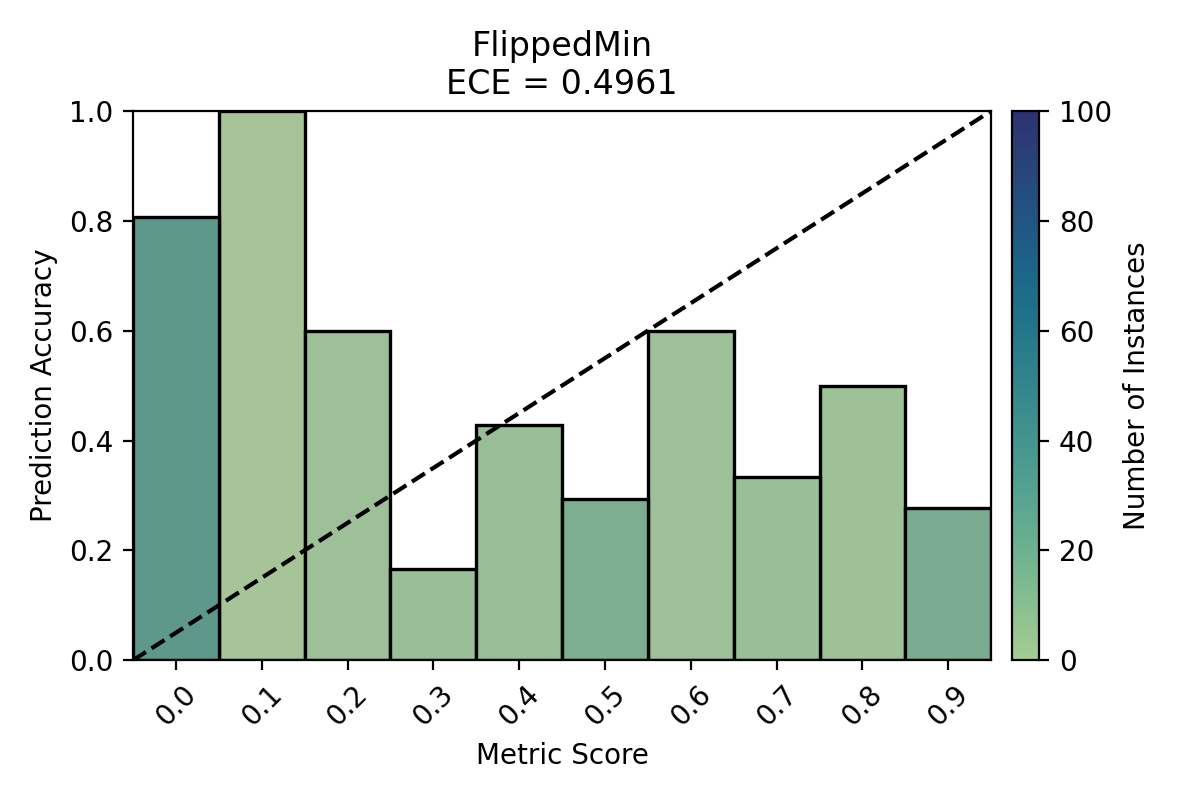 FlippedMin
ECE = 0.4961
1.0
0.8
0.6
0.4
0.2
0.0
Prediction Accuracy
0.0 0.1 0.2 0.3 0.4 0.5 0.6 0.7 0.8 0.9
Metric Score
100
80
60
40
20
0
Number of Instances